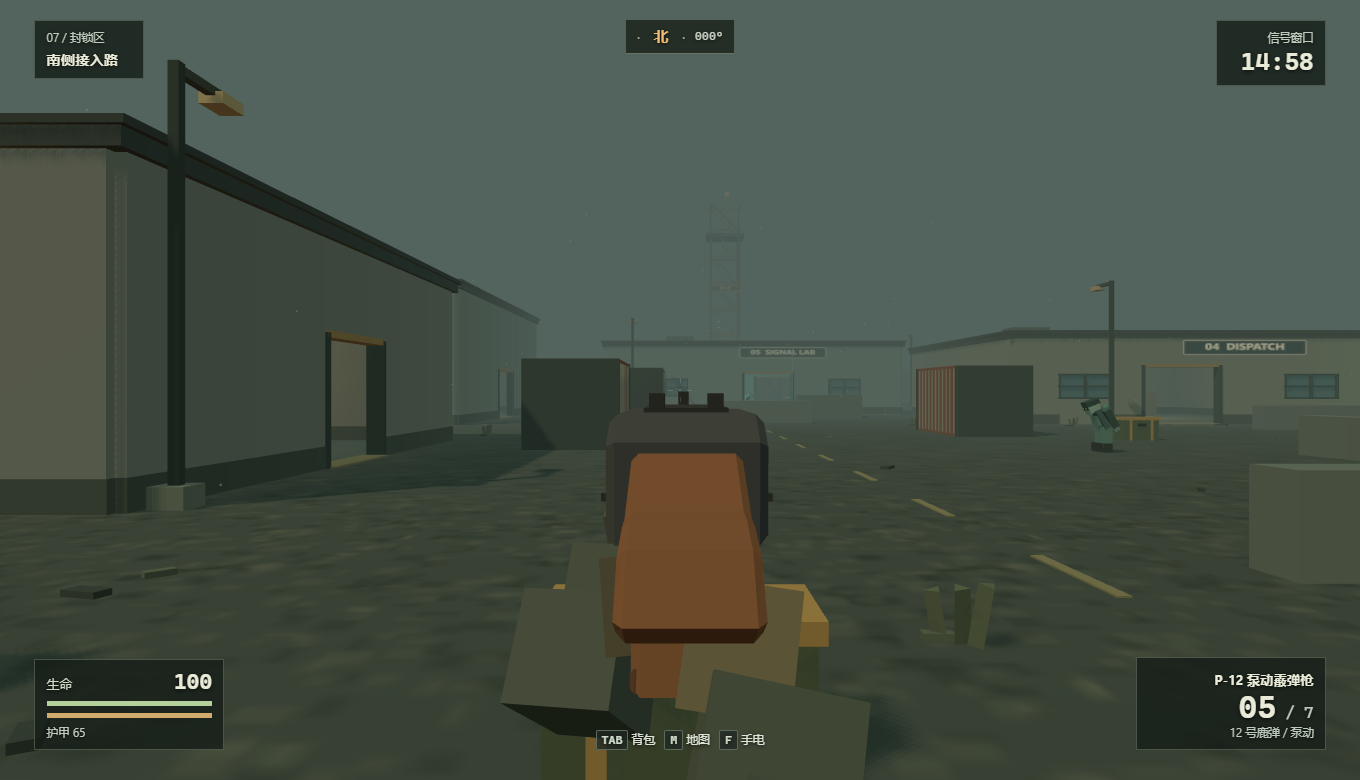 07 / 封锁区
南侧接入路
· 北 · 000°
信号窗口
14:58
05 SIGNAL LAB
04 DISPATCH
生命 100
护甲 65
TAB 背包 M 地图 F 手电
P-12 泵动霰弹枪
05 / 7
12 号鹿弹 / 泵动